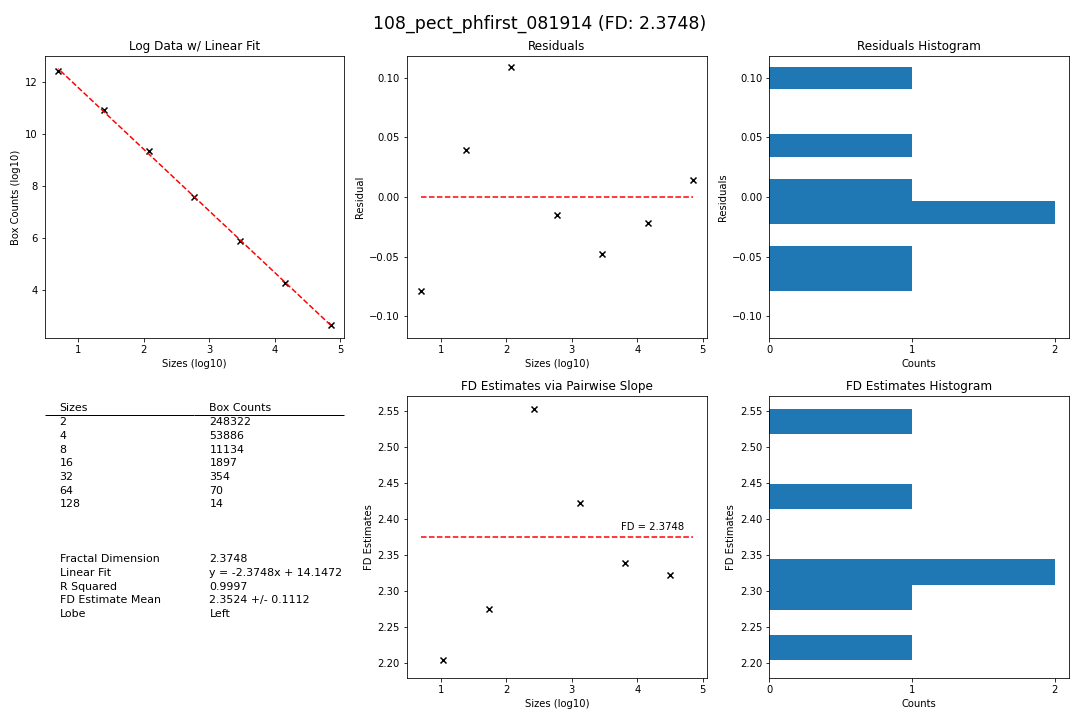 108_pect_phfirst_081914 (FD: 2.3748)
Log Data w/ Linear Fit
12
10
8
6
4
Box Counts (log10)
1 2 3 4 5
Sizes (log10)
Residuals
0.10
0.05
0.00
−0.05
−0.10
Residual
1 2 3 4 5
Sizes (log10)
Residuals Histogram
0.10
0.05
0.00
−0.05
−0.10
Residuals
0 1 2
Counts
Sizes Box Counts
2 248322
4 53886
8 11134
16 1897
32 354
64 70
128 14
Fractal Dimension 2.3748
Linear Fit y = -2.3748x + 14.1472
R Squared 0.9997
FD Estimate Mean 2.3524 +/- 0.1112
Lobe Left
FD Estimates via Pairwise Slope
2.55
2.50
2.45
2.40
2.35
2.30
2.25
2.20
FD Estimates
FD = 2.3748
1 2 3 4 5
Sizes (log10)
FD Estimates Histogram
2.55
2.50
2.45
2.40
2.35
2.30
2.25
2.20
FD Estimates
0 1 2
Counts